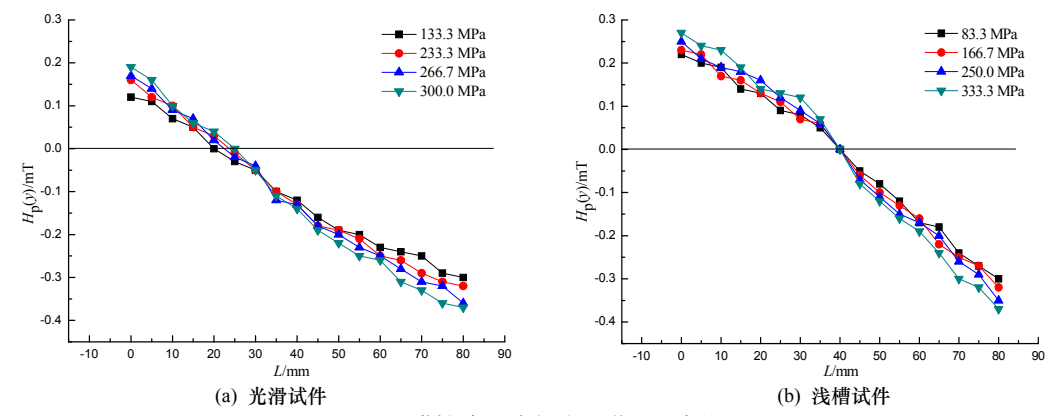 0.3
0.2
0.1
0.0
-0.1
-0.2
-0.3
-0.4
Hp(y)/mT
133.3 MPa
233.3 MPa
266.7 MPa
300.0 MPa
-10 0 10 20 30 40 50 60 70 80 90
L/mm
(a) 光滑试件
0.3
0.2
0.1
0.0
-0.1
-0.2
-0.3
-0.4
Hp(y)/mT
83.3 MPa
166.7 MPa
250.0 MPa
333.3 MPa
-10 0 10 20 30 40 50 60 70 80 90
L/mm
(b) 浅槽试件